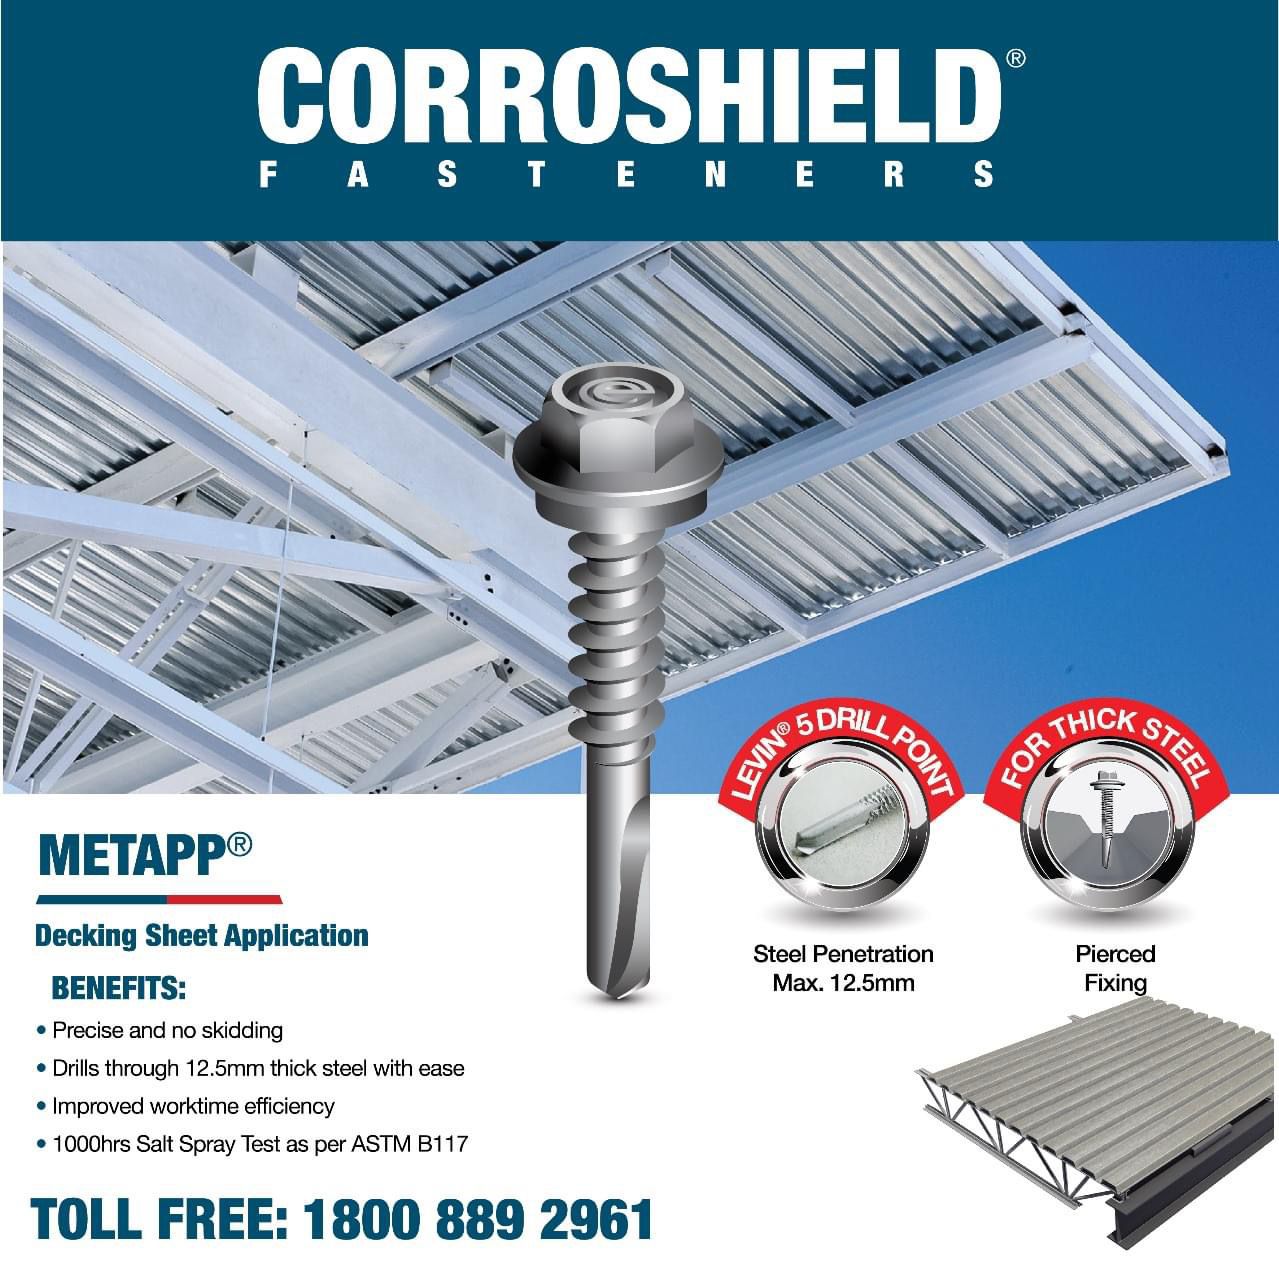 CORROSHIELD®
FASTENERS
LEVIN® 5 DRILL POINT
FOR THICK STEEL
METAPP®
Decking Sheet Application
Steel Penetration
Max. 12.5mm
Pierced
Fixing
BENEFITS:
• Precise and no skidding
• Drills through 12.5mm thick steel with ease
• Improved worktime efficiency
• 1000hrs Salt Spray Test as per ASTM B117
TOLL FREE: 1800 889 2961